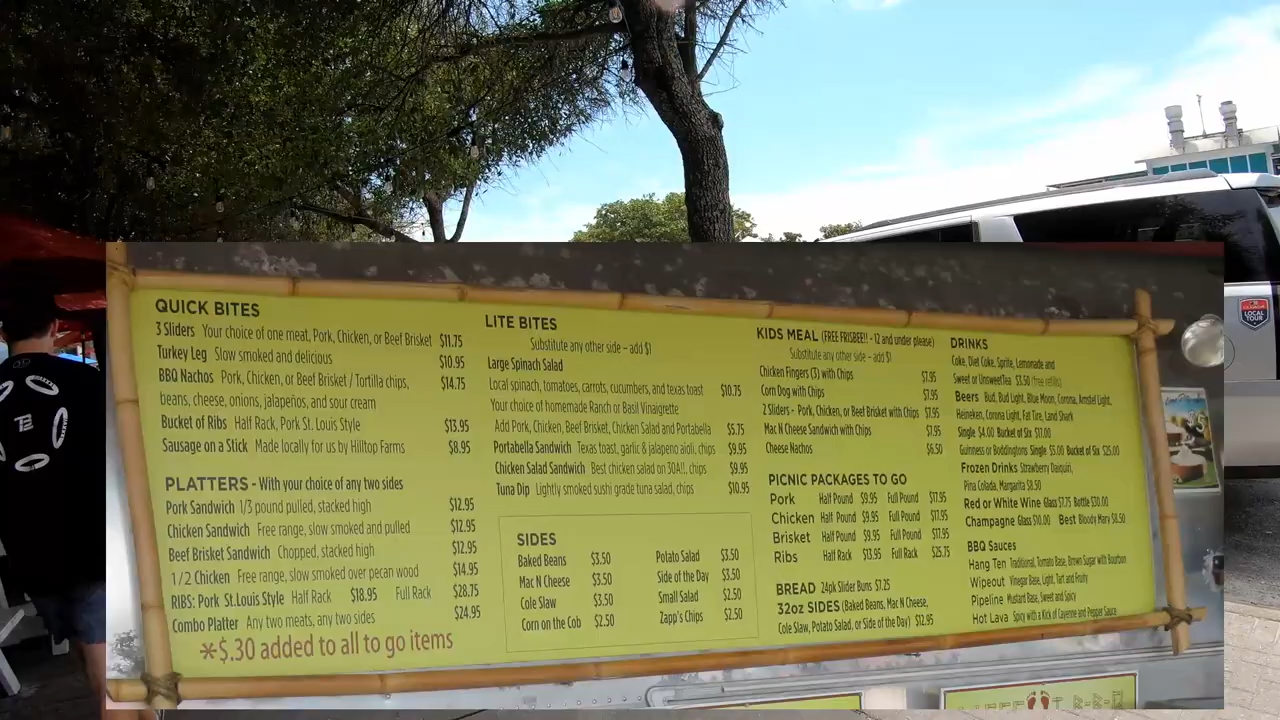 QUICK BITES
3 Sliders Your choice of one meat, Pork, Chicken, or Beef Brisket $11.75
Turkey Leg Slow smoked and delicious $10.95
BBQ Nachos Pork, Chicken, or Beef Brisket / Tortilla chips, $14.75
beans, cheese, onions, jalapeños, and sour cream
Bucket of Ribs Half Rack, Pork St. Louis Style $13.95
Sausage on a Stick Made locally for us by Hilltop Farms $8.95
PLATTERS - With your choice of any two sides
Pork Sandwich 1/3 pound pulled, stacked high $12.95
Chicken Sandwich Free range, slow smoked and pulled $12.95
Beef Brisket Sandwich Chopped, stacked high $12.95
1/2 Chicken Free range, slow smoked over pecan wood $14.95
RIBS: Pork St.Louis Style Half Rack $18.95 Full Rack $28.75
Combo Platter Any two meats, any two sides $24.95
*$.30 added to all to go items
LITE BITES
Substitute any other side – add $1
Large Spinach Salad
Local spinach, tomatoes, carrots, cucumbers, and texas toast $10.75
Your choice of homemade Ranch or Basil Vinaigrette
Add Pork, Chicken, Beef Brisket, Chicken Salad and Portabella $5.75
Portabella Sandwich Texas toast, garlic & jalapeno aioli, chips $9.95
Chicken Salad Sandwich Best chicken salad on 30A!!, chips $9.95
Tuna Dip Lightly smoked sushi grade tuna salad, chips $10.95
SIDES
Baked Beans $3.50 Potato Salad $3.50
Mac N Cheese $3.50 Side of the Day $3.50
Cole Slaw $3.50 Small Salad $2.50
Corn on the Cob $2.50 Zapp's Chips $2.50
KIDS MEAL (FREE FRISBEE!! - 12 and under please)
Substitute any other side – add $1
Chicken Fingers (3) with Chips $7.95
Corn Dog with Chips $7.95
2 Sliders - Pork, Chicken, or Beef Brisket with Chips $7.95
Mac N Cheese Sandwich with Chips $7.95
Cheese Nachos $6.50
PICNIC PACKAGES TO GO
Pork Half Pound $9.95 Full Pound $17.95
Chicken Half Pound $9.95 Full Pound $17.95
Brisket Half Pound $9.95 Full Pound $17.95
Ribs Half Rack $13.95 Full Rack $25.75
BREAD 24pk Slider Buns $7.25
32oz SIDES (Baked Beans, Mac N Cheese,
Cole Slaw, Potato Salad, or Side of the Day) $12.95
DRINKS
Coke, Diet Coke, Sprite, Lemonade and
Sweet or UnsweetTea $3.50 (free refills)
Beers Bud, Bud Light, Blue Moon, Corona, Amstel Light,
Heineken, Corona Light, Fat Tire, Land Shark
Single $4.00 Bucket of Six $17.00
Guinness or Boddingtons Single $5.00 Bucket of Six $25.00
Frozen Drinks Strawberry Daiquiri,
Pina Colada, Margarita $8.50
Red or White Wine Glass $7.75 Bottle $30.00
Champagne Glass $10.00 Best Bloody Mary $8.50
BBQ Sauces
Hang Ten Traditional, Tomato Base, Brown Sugar with Bourbon
Wipeout Vinegar Base, Light, Tart and Fruity
Pipeline Mustard Base, Sweet and Spicy
Hot Lava Spicy with a Kick of Cayenne and Pepper Sauce
LOCAL
TOUR